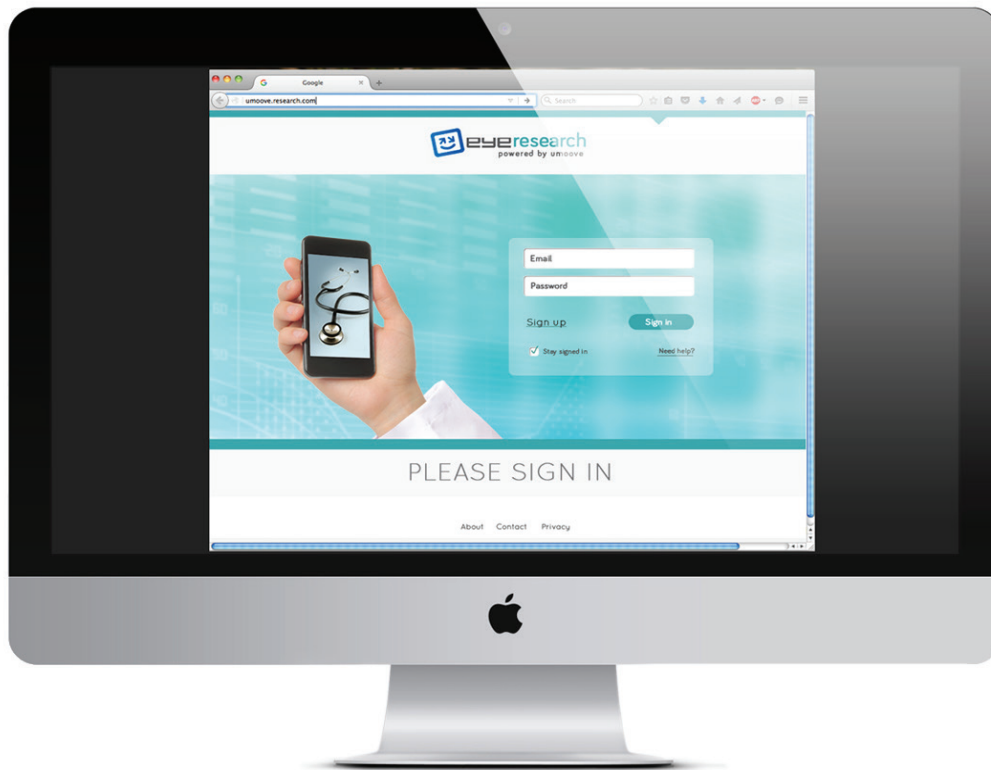 Google
umoove.research.com
Search
eyeresearch
powered by umoove
Email
Password
Sign up
Sign in
Stay signed in
Need help?
PLEASE SIGN IN
About Contact Privacy